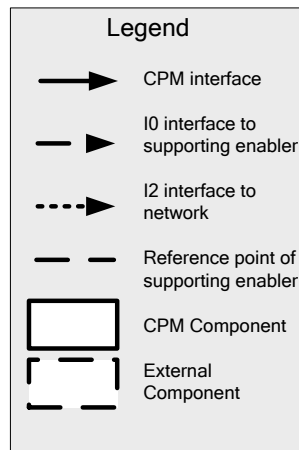 Legend
CPM interface
I0 interface to
supporting enabler
I2 interface to
network
Reference point of
supporting enabler
CPM Component
External
Component